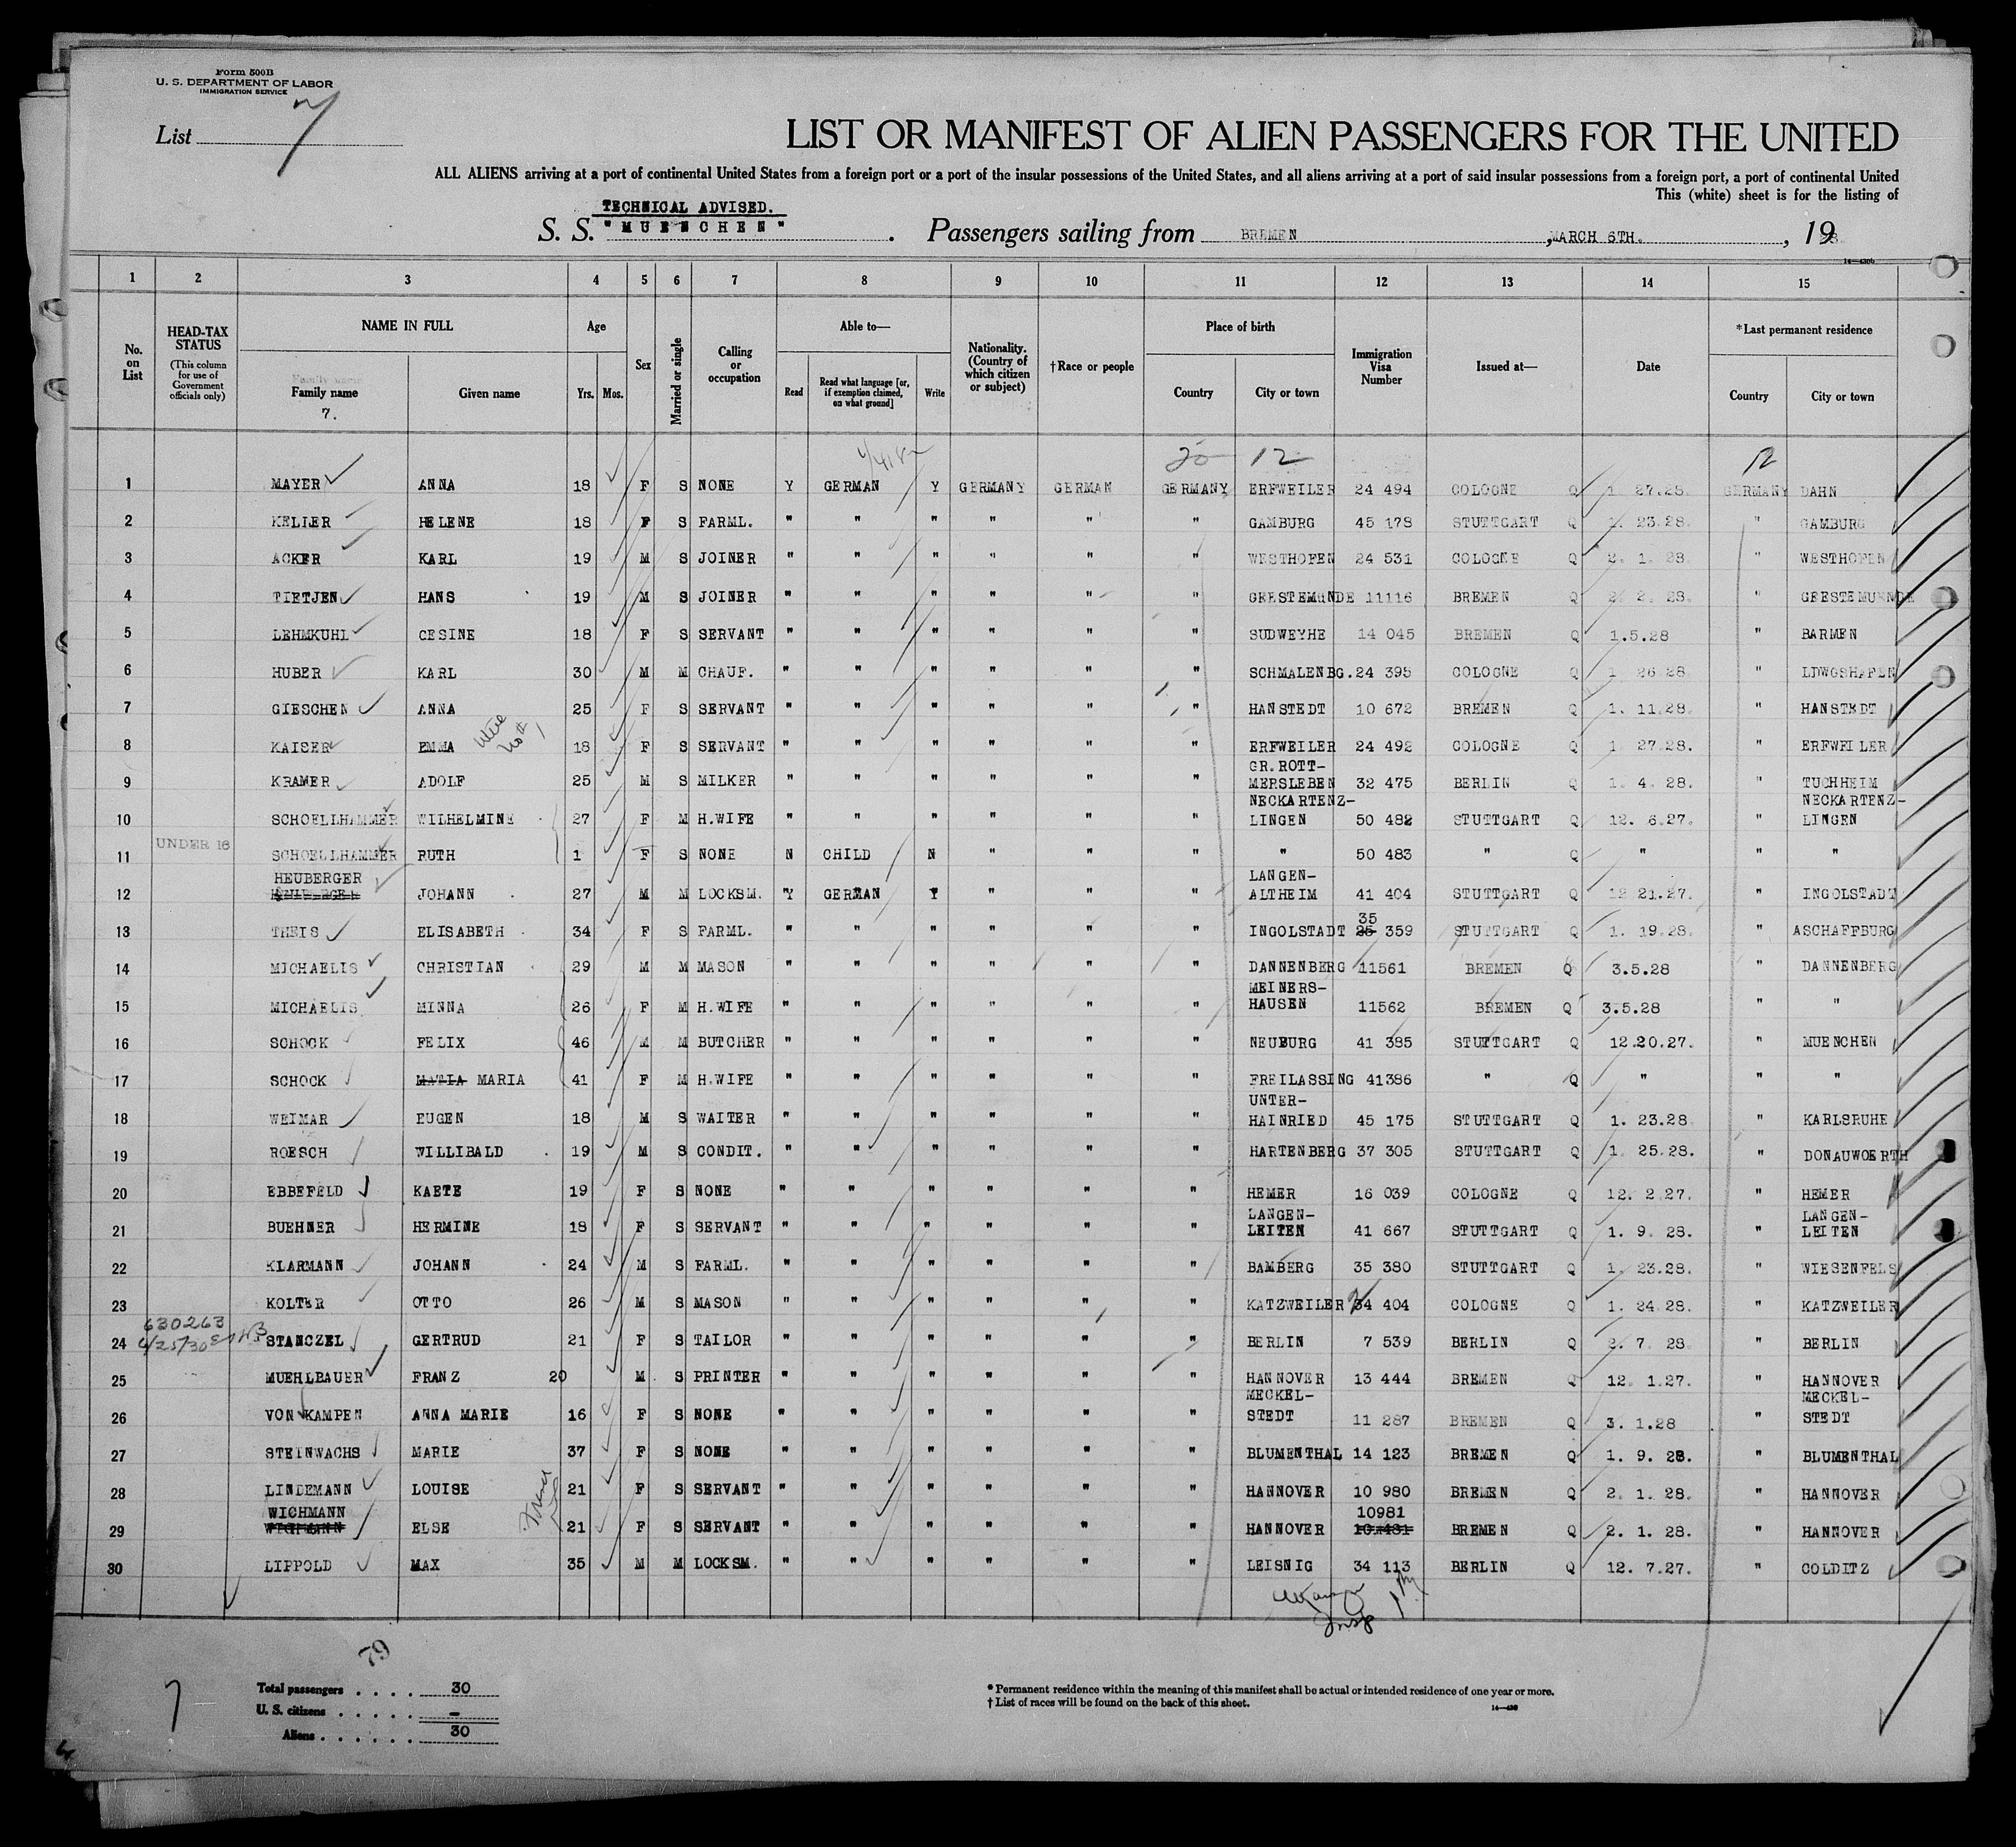 Form 500B
U. S. DEPARTMENT OF LABOR
IMMIGRATION SERVICE
List 7
LIST OR MANIFEST OF ALIEN PASSENGERS FOR THE UNITED
ALL ALIENS arriving at a port of continental United States from a foreign port or a port of the insular possessions of the United States, and all aliens arriving at a port of said insular possessions from a foreign port, a port of continental United
This (white) sheet is for the listing of
TECHNICAL ADVISED.
S. S. "MUENCHEN". Passengers sailing from BREMEN, MARCH 6TH., 1928.
14—430b
1 2 3 4 5 6 7 8 9 10 11 12 13 14 15
No. on List
HEAD-TAX STATUS
(This column for use of Government officials only)
NAME IN FULL
Family name
7.
Given name
Age
Yrs. Mos.
Sex
Married or single
Calling or occupation
Able to—
Read
Read what language [or, if exemption claimed, on what ground]
Write
Nationality. (Country of which citizen or subject)
†Race or people
Place of birth
Country City or town
Immigration Visa Number
Issued at—
Date
*Last permanent residence
Country City or town
20 12 12
1 MAYER ANNA 18 F S NONE Y GERMAN Y GERMANY GERMAN GERMANY ERFWEILER 24 494 COLOGNE Q 1. 27.28. GERMANY DAHN
2 KELLER HELENE 18 F S FARML. " " " " " " GAMBURG 45 178 STUTTGART Q 1. 23.28. " GAMBURG
3 ACKER KARL 19 M S JOINER " " " " " " WESTHOFEN 24 531 COLOGNE Q 2. 1. 28. " WESTHOFEN
4 TIETJEN HANS 19 M S JOINER " " " " " " GEESTEMUNDE 11116 BREMEN Q 2. 2. 28. " GEESTEMUENDE
5 LEHMKUHL CESINE 18 F S SERVANT " " " " " " SUDWEYHE 14 045 BREMEN Q 1.5.28 " BARMEN
6 HUBER KARL 30 M M CHAUF. " " " " " " SCHMALENBG. 24 395 COLOGNE Q 1 26.28. " LDWGSHAFEN
7 GIESCHEN ANNA 25 F S SERVANT " " " " " " HANSTEDT 10 672 BREMEN Q 1. 11.28. " HANSTEDT
8 KAISER EMMA 18 F S SERVANT " " " " " " ERFWEILER 24 492 COLOGNE Q 1 27.28. " ERFWEILER
GR.ROTT-
9 KRAMER ADOLF 25 M S MILKER " " " " " " MERSLEBEN 32 475 BERLIN Q 1. 4. 28. " TUCHHEIM
NECKARTENZ- NECKARTENZ-
10 SCHOELLHAMMER WILHELMINE 27 F M H.WIFE " " " " " " LINGEN 50 482 STUTTGART Q 12. 6.27. " LINGEN
11 UNDER 16 SCHOELLHAMMER RUTH 1 F S NONE N CHILD N " " " " 50 483 " Q " " "
HEUBERGER LANGEN-
12 JOHANN 27 M M LOCKSM. Y GERMAN Y " " " ALTHEIM 41 404 STUTTGART Q 12 21.27. " INGOLSTADT
35
13 THEIS ELISABETH 34 F S FARML. " " " " " " INGOLSTADT 25 359 STUTTGART Q 1. 19.28. " ASCHAFFBURG
14 MICHAELIS CHRISTIAN 29 M M MASON " " " " " " DANNENBERG 11561 BREMEN Q 3.5.28 " DANNENBERG
MEINERS-
15 MICHAELIS MINNA 26 F M H.WIFE " " " " " " HAUSEN 11562 BREMEN Q 3.5.28 " "
16 SCHOCK FELIX 46 M M BUTCHER " " " " " " NEUBURG 41 385 STUTTGART Q 12.20.27. " MUENCHEN
17 SCHOCK MATIA MARIA 41 F M H.WIFE " " " " " " FREILASSING 41386 " Q " " "
UNTER-
18 WEIMAR EUGEN 18 M S WAITER " " " " " " HAINRIED 45 175 STUTTGART Q 1. 23.28 " KARLSRUHE
19 ROESCH WILLIBALD 19 M S CONDIT. " " " " " " HARTENBERG 37 305 STUTTGART Q 1. 25.28. " DONAUWOERTH
20 EBBEFELD KAETE 19 F S NONE " " " " " " HEMER 16 039 COLOGNE Q 12. 2.27. " HEMER
LANGEN- LANGEN-
21 BUEHNER HERMINE 18 F S SERVANT " " " " " " LEITEN 41 667 STUTTGART Q 1. 9. 28. " LEITEN
22 KLARMANN JOHANN 24 M S FARML. " " " " " " BAMBERG 35 380 STUTTGART Q 1. 23.28. " WIESENFELS
23 KOLTER OTTO 26 M S MASON " " " " " " KATZWEILER 34 404 COLOGNE Q 1. 24.28. " KATZWEILER
630263
24 6/25/30 STANCZEL GERTRUD 21 F S TAILOR " " " " " " BERLIN 7 539 BERLIN Q 2. 7. 28 " BERLIN
25 MUEHLBAUER FRANZ 20 M S PRINTER " " " " " " HANNOVER 13 444 BREMEN Q 12. 1.27. " HANNOVER
MECKEL- MECKEL-
26 VON KAMPEN ANNA MARIE 16 F S NONE " " " " " " STEDT 11 287 BREMEN Q 3. 1.28 " STEDT
27 STEINWACHS MARIE 37 F S NONE " " " " " " BLUMENTHAL 14 123 BREMEN Q 1. 9. 28. " BLUMENTHAL
28 LINDEMANN LOUISE 21 F S SERVANT " " " " " " HANNOVER 10 980 BREMEN Q 2. 1. 28. " HANNOVER
WICHMANN 10981
29 ELSE 21 F S SERVANT " " " " " " HANNOVER 10.481 BREMEN Q 2. 1. 28. " HANNOVER
30 LIPPOLD MAX 35 M M LOCKSM. " " " " " " LEISNIG 34 113 BERLIN Q 12. 7.27. " COLDITZ
Insp
79
7
Total passengers . . . . 30
U. S. citizens . . . . . -
Aliens . . . . . . 30
* Permanent residence within the meaning of this manifest shall be actual or intended residence of one year or more.
† List of races will be found on the back of this sheet.
14—430